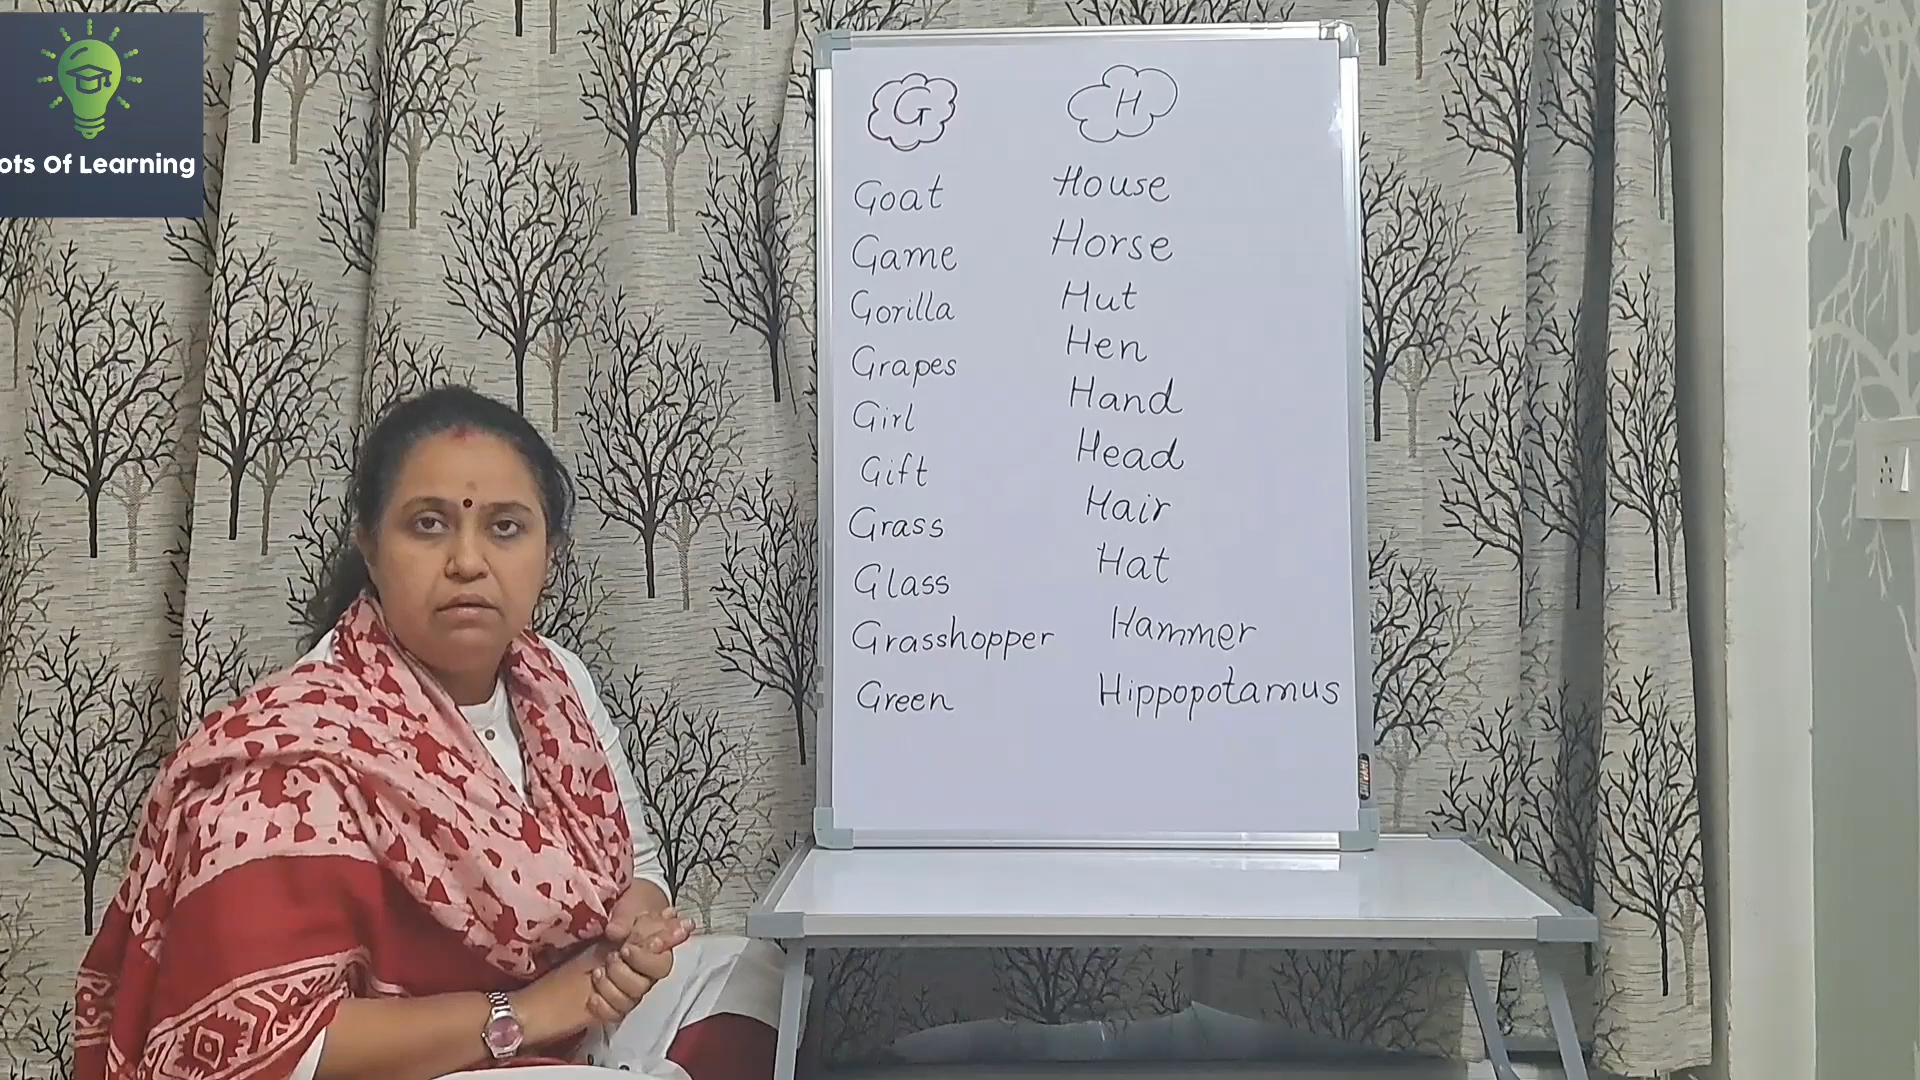 ots Of Learning
G
Goat
Game
Gorilla
Grapes
Girl
Gift
Grass
Glass
Grasshopper
Green
H
House
Horse
Hut
Hen
Hand
Head
Hair
Hat
Hammer
Hippopotamus